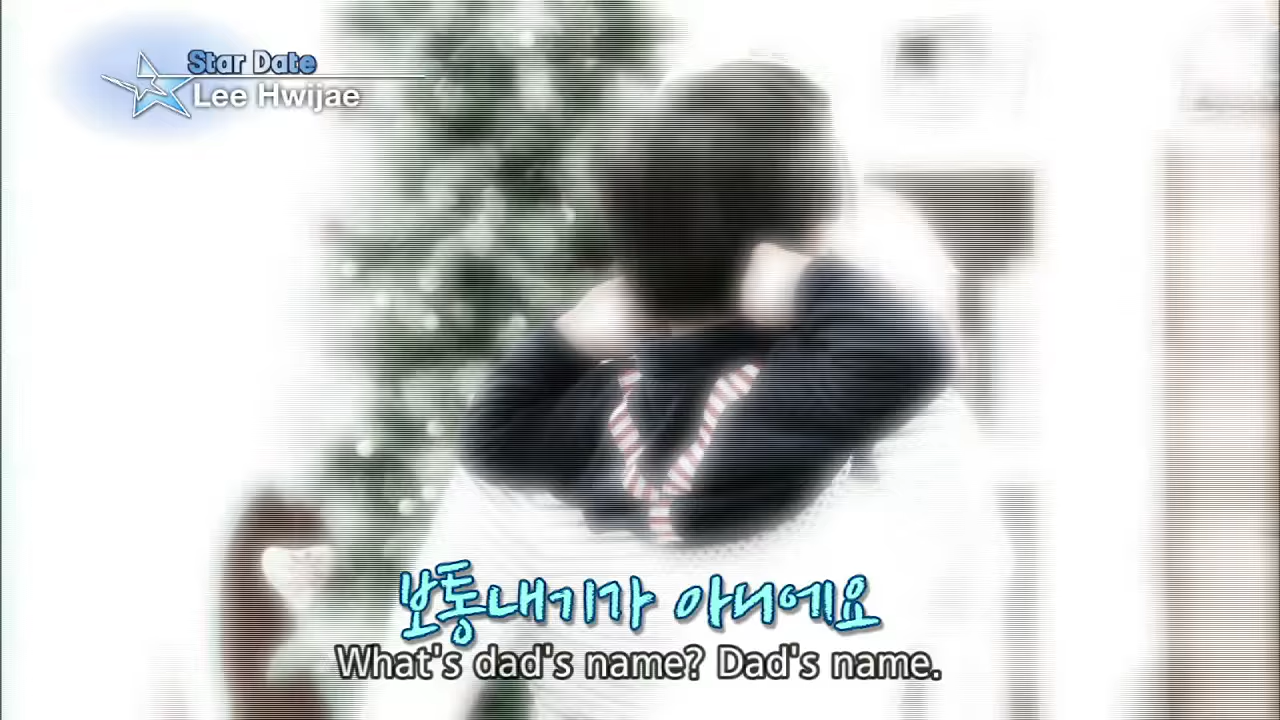 Star Date
Lee Hwijae
보통내기가 아니에요
What's dad's name? Dad's name.